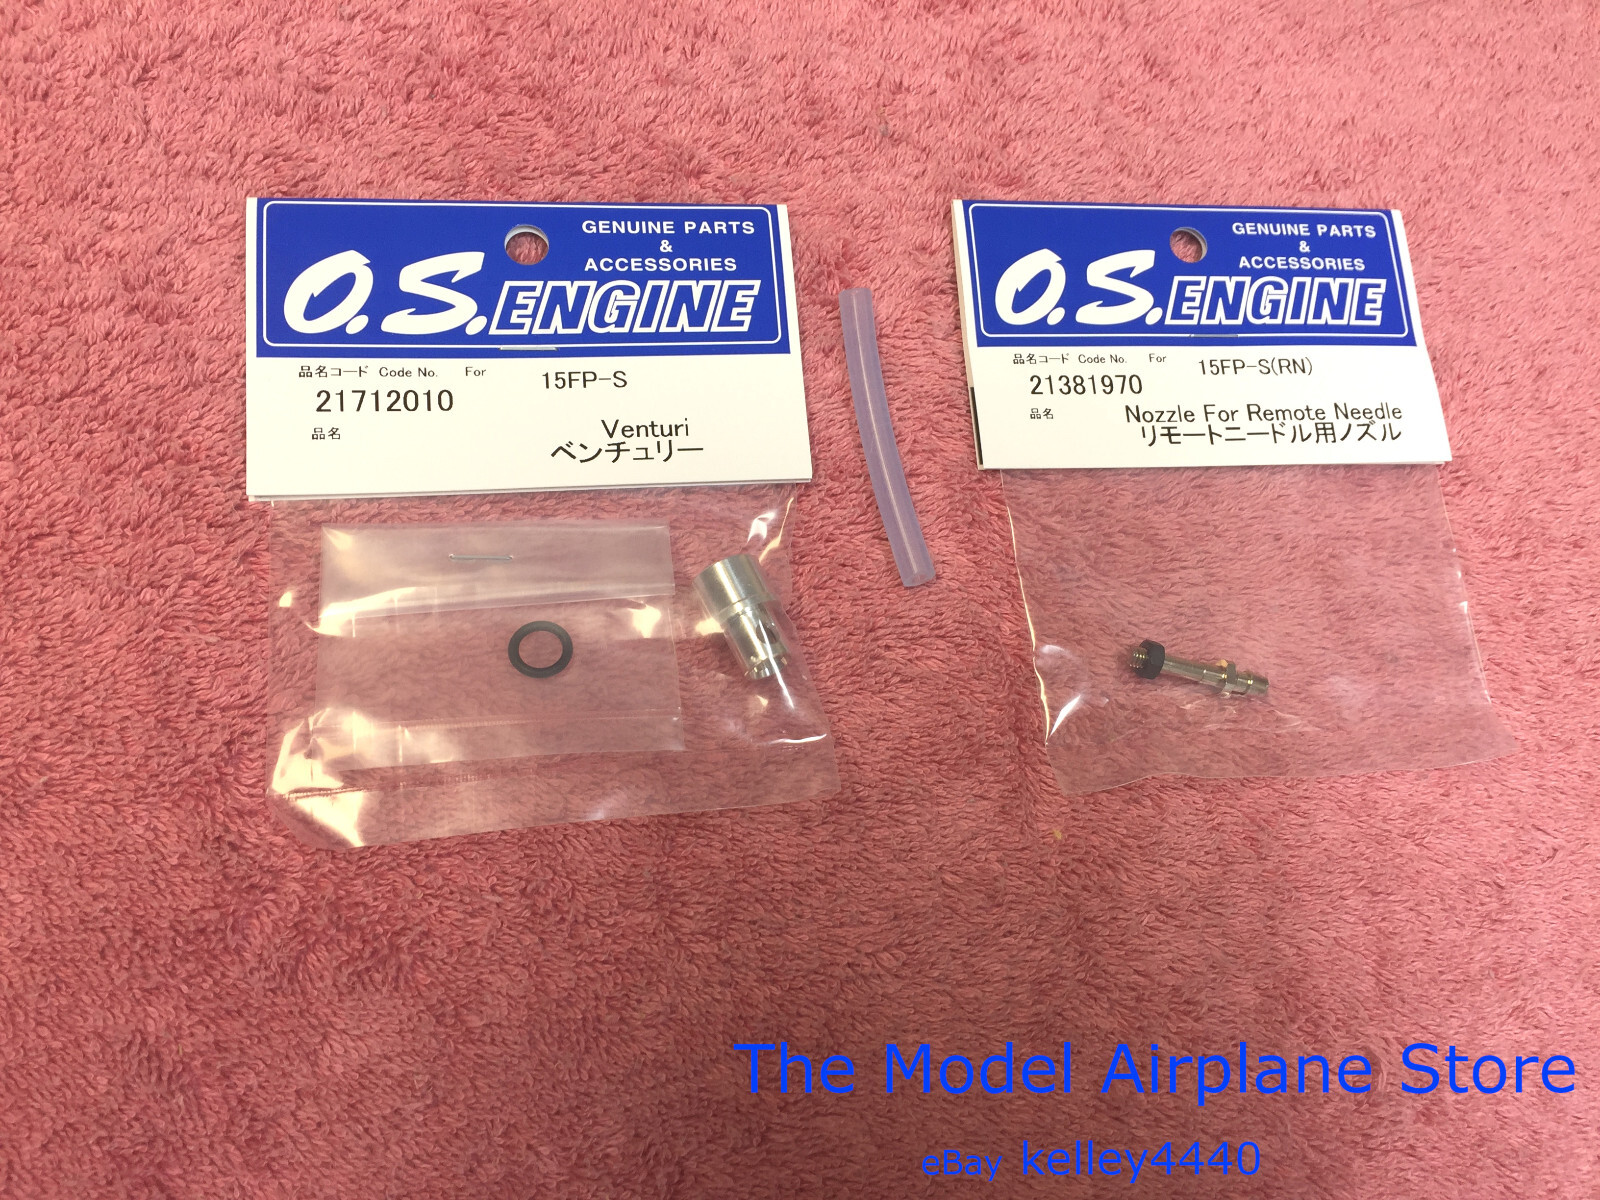 GENUINE PARTS
&
ACCESSORIES
O.S.ENGINE
品名コード Code No. For
21712010
15FP-S
品名
Venturi
ベンチュリー
GENUINE PARTS
&
ACCESSORIES
O.S.ENGINE
品名コード Code No. For
21381970
15FP-S(RN)
品名
Nozzle For Remote Needle
リモートニードル用ノズル
The Model Airplane Store
eBay kelley4440